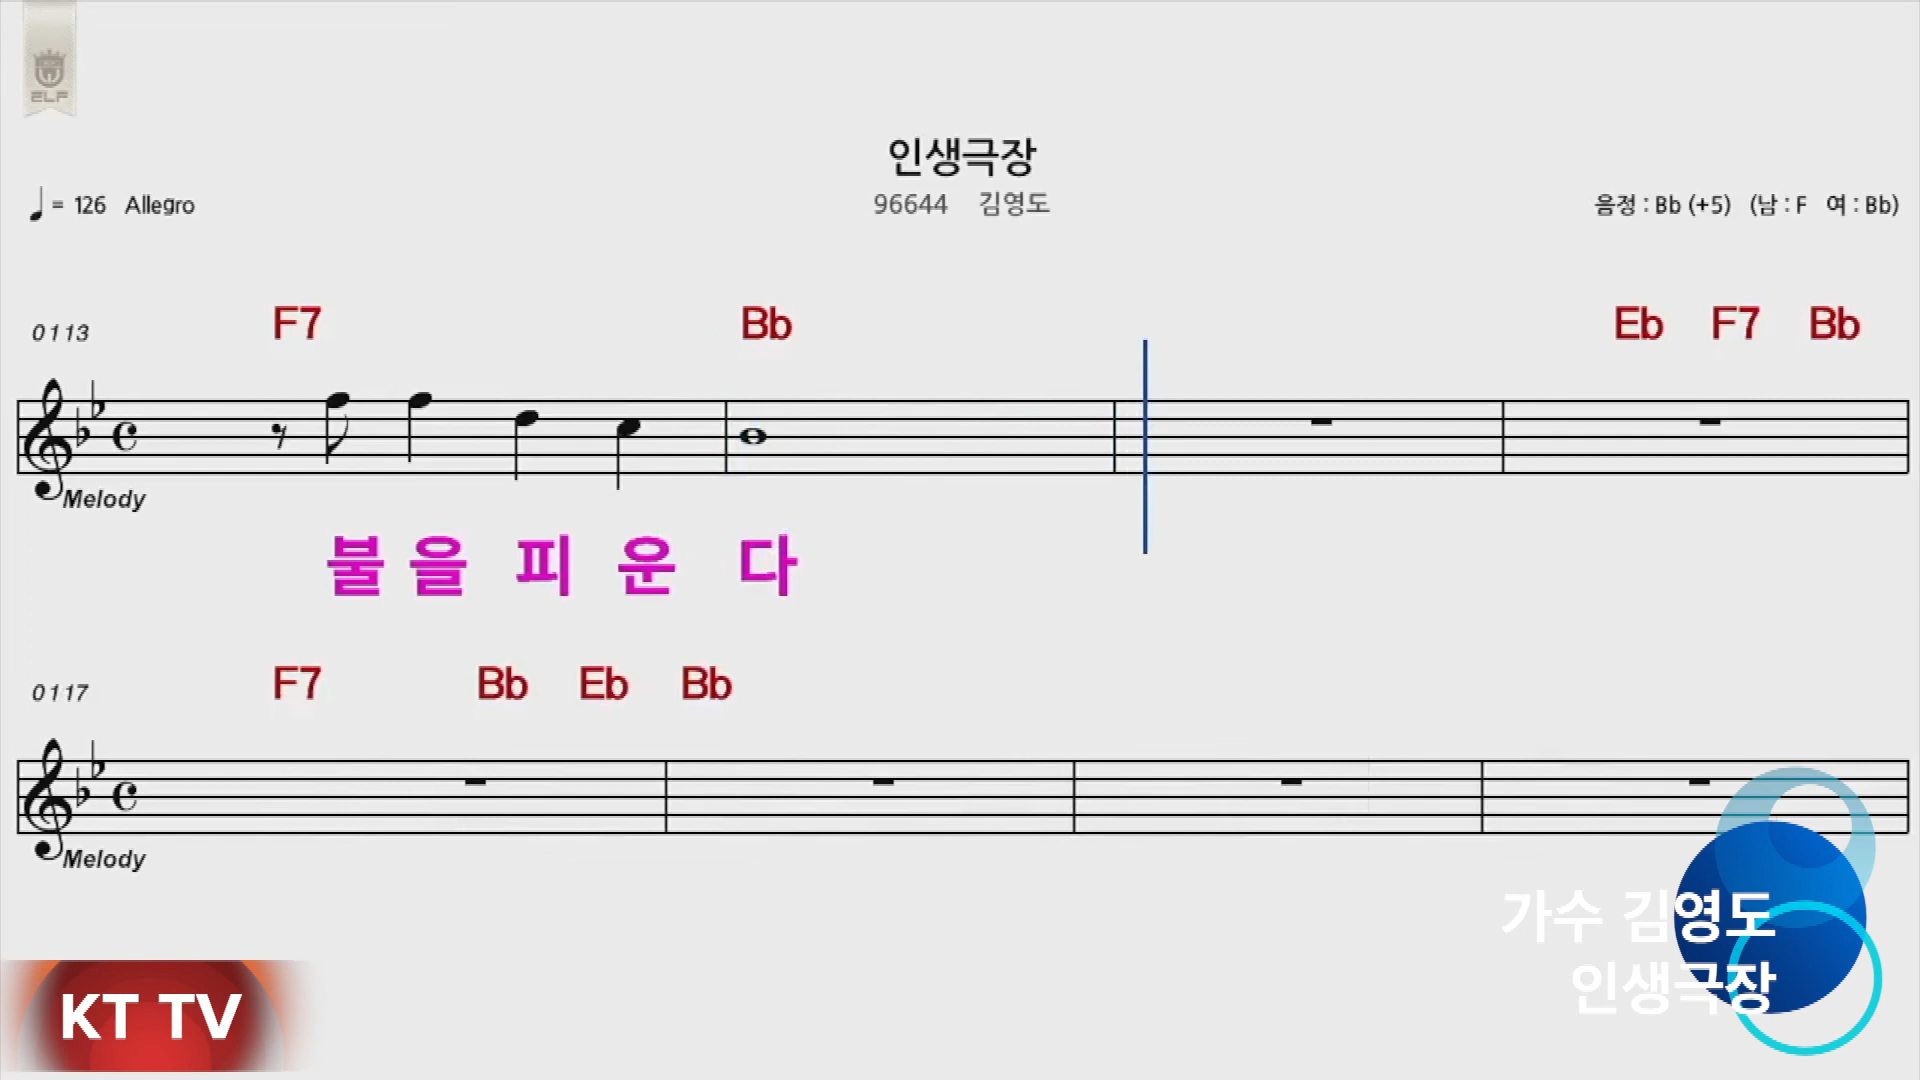 ELF
인생극장
♩= 126 Allegro
96644 김영도
음정 : Bb (+5) (남 : F 여 : Bb)
0113 F7 Bb Eb F7 Bb
Melody
불 을 피 운 다
0117 F7 Bb Eb Bb
Melody
가수 김영도
인생극장
KT TV